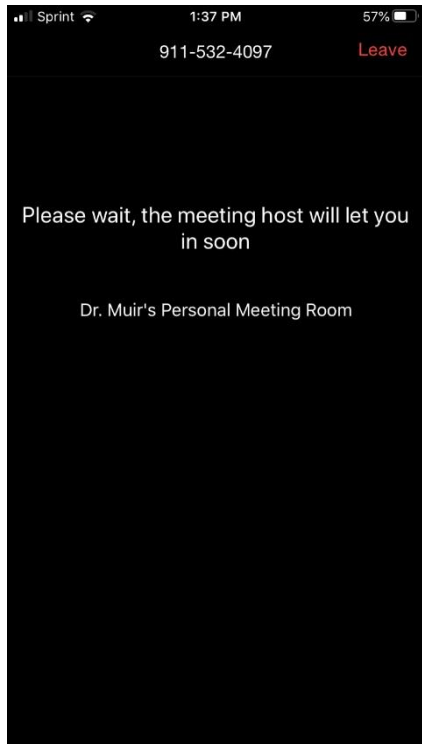 Sprint 1:37 PM 57%
911-532-4097 Leave
Please wait, the meeting host will let you
in soon
Dr. Muir's Personal Meeting Room